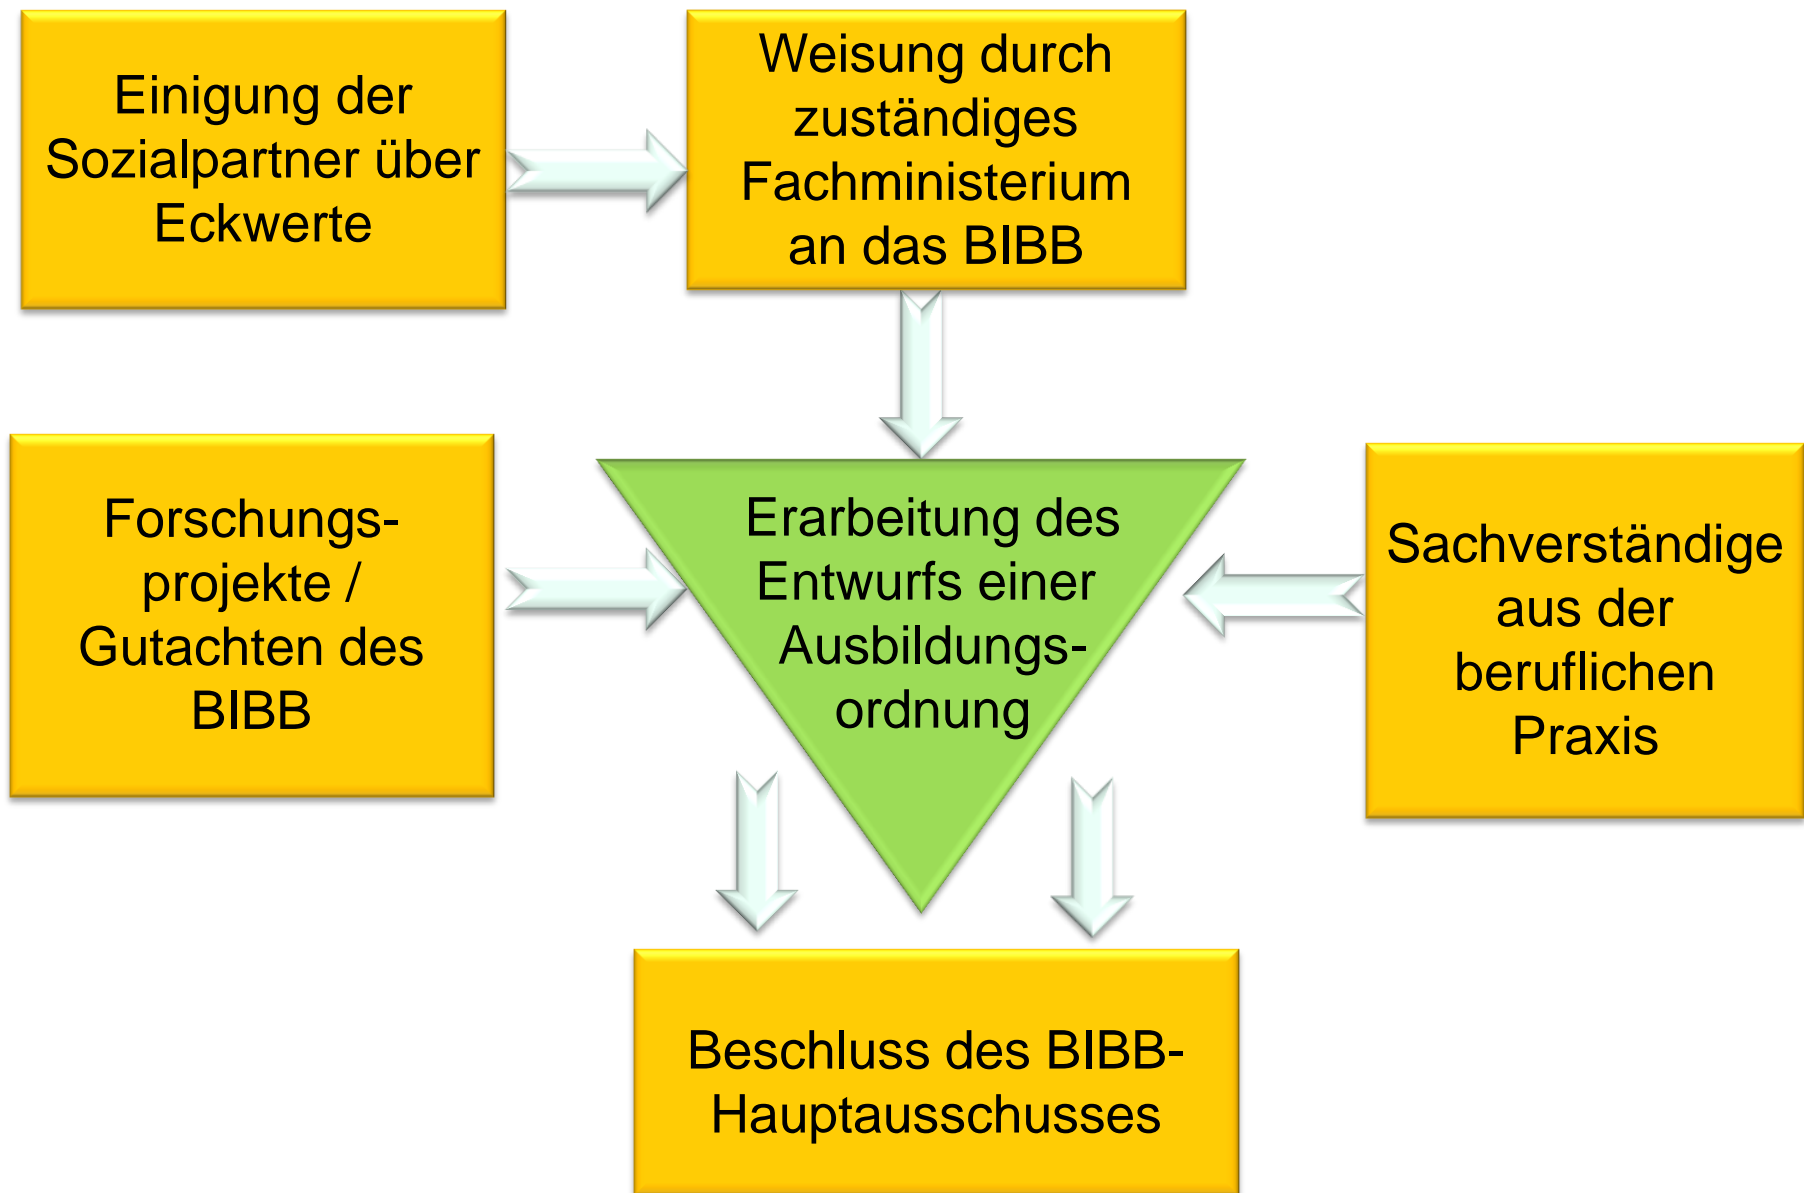 Einigung der
Sozialpartner über
Eckwerte
Weisung durch
zuständiges
Fachministerium
an das BIBB
Forschungs-
projekte /
Gutachten des
BIBB
Erarbeitung des
Entwurfs einer
Ausbildungs-
ordnung
Sachverständige
aus der
beruflichen
Praxis
Beschluss des BIBB-
Hauptausschusses